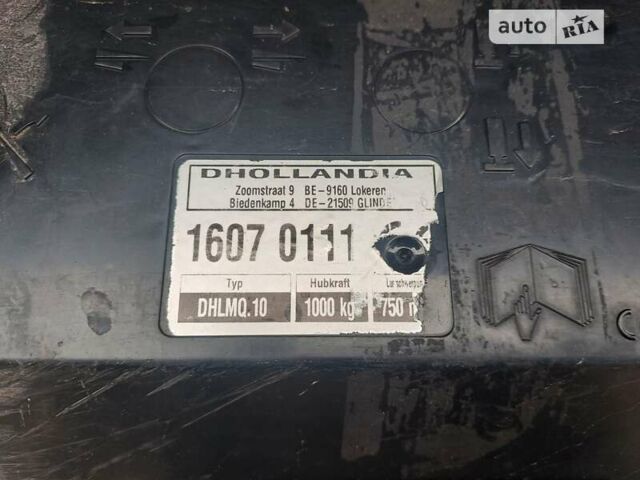 auto RIA
DHOLLANDIA
Zoomstraat 9 BE-9160 Lokeren
Biedenkamp 4 DE-21509
1607 0111
Typ Hubkraft
DHLMQ.10 1000 kg 750